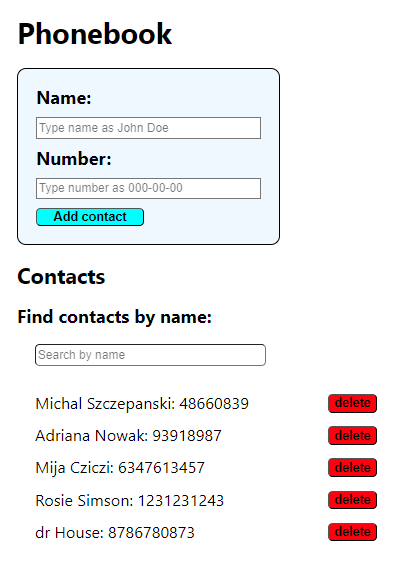 Phonebook
Name:
Type name as John Doe
Number:
Type number as 000-00-00
Add contact
Contacts
Find contacts by name:
Search by name
Michal Szczepanski: 48660839 delete
Adriana Nowak: 93918987 delete
Mija Cziczi: 6347613457 delete
Rosie Simson: 1231231243 delete
dr House: 8786780873 delete